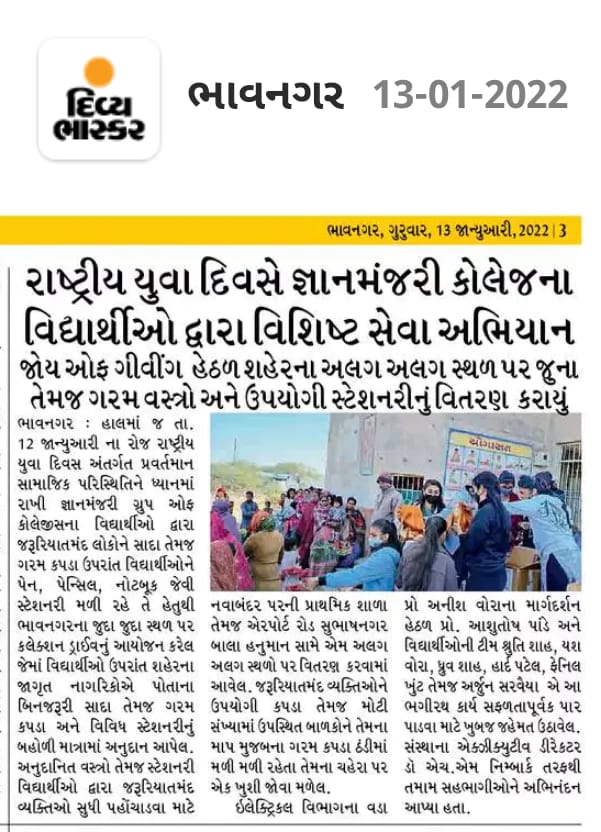 દિવ્ય
ભાસ્કર
ભાવનગર 13-01-2022
ભાવનગર, ગુરુવાર, 13 જાન્યુઆરી, 2022 | 3
રાષ્ટ્રીય યુવા દિવસે જ્ઞાનમંજરી કોલેજના
વિદ્યાર્થીઓ દ્વારા વિશિષ્ટ સેવા અભિયાન
જોય ઓફ ગીવીંગ હેઠળ શહેરના અલગ અલગ સ્થળ પર જુના
તેમજ ગરમ વસ્ત્રો અને ઉપયોગી સ્ટેશનરીનું વિતરણ કરાયું
ભાવનગર : હાલમાં જ તા.
12 જાન્યુઆરી ના રોજ રાષ્ટ્રીય
યુવા દિવસ અંતર્ગત પ્રવર્તમાન
સામાજિક પરિસ્થિતિને ધ્યાનમાં
રાખી જ્ઞાનમંજરી ગ્રુપ ઓફ
કોલેજીસના વિદ્યાર્થીઓ દ્વારા
જરૂરિયાતમંદ લોકોને સાદા તેમજ
ગરમ કપડા ઉપરાંત વિદ્યાર્થીઓને
પેન, પેન્સિલ, નોટબૂક જેવી
સ્ટેશનરી મળી રહે તે હેતુથી
ભાવનગરના જુદા જુદા સ્થળ પર
કલેક્શન ડ્રાઈવનું આયોજન કરેલ
જેમાં વિદ્યાર્થીઓ ઉપરાંત શહેરના
જાગૃત નાગરિકોએ પોતાના
બિનજરૂરી સાદા તેમજ ગરમ
કપડા અને વિવિધ સ્ટેશનરીનું
બહોળી માત્રામાં અનુદાન આપેલ.
અનુદાનિત વસ્ત્રો તેમજ સ્ટેશનરી
વિદ્યાર્થીઓ દ્વારા જરૂરિયાતમંદ
વ્યક્તિઓ સુધી પહોંચાડવા માટે
યોગાસન
નવાબંદર પરની પ્રાથમિક શાળા
તેમજ એરપોર્ટ રોડ સુભાષનગર
બાલા હનુમાન સામે એમ અલગ
અલગ સ્થળો પર વિતરણ કરવામાં
આવેલ. જરૂરિયાતમંદ વ્યક્તિઓને
ઉપયોગી કપડા તેમજ મોટી
સંખ્યામાં ઉપસ્થિત બાળકોને તેમના
માપ મુજબના ગરમ કપડા ઠંડીમાં
મળી મળી રહેતા તેમના ચહેરા પર
એક ખુશી જોવા મળેલ.
ઇલેક્ટ્રિકલ વિભાગના વડા
પ્રો અનીશ વોરાના માર્ગદર્શન
હેઠળ પ્રો. આશુતોષ પાંડે અને
વિદ્યાર્થીઓની ટીમ શ્રુતિ શાહ, યશ
વોરા, ધ્રુવ શાહ, હાર્દ પટેલ, ફેનિલ
ખુંટ તેમજ અર્જુન સરવૈયા એ આ
ભગીરથ કાર્ય સફળતાપૂર્વક પાર
પાડવા માટે ખુબજ જહેમત ઉઠાવેલ.
સંસ્થાના એક્ઝીક્યુટીવ ડીરેક્ટર
ડૉ એચ.એમ નિમ્બાર્ક તરફથી
તમામ સહભાગીઓને અભિનંદન
આપ્યા હતા.